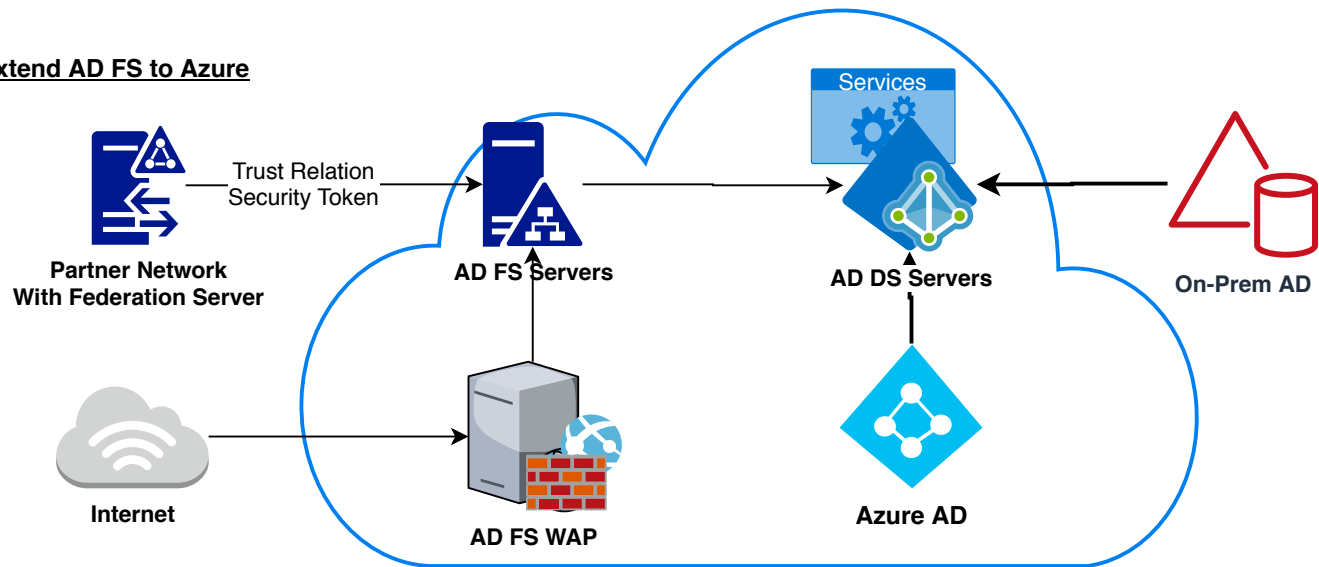 xtend AD FS to Azure
Services
Trust Relation
Security Token
Partner Network
With Federation Server
AD FS Servers
AD DS Servers
On-Prem AD
Internet
AD FS WAP
Azure AD